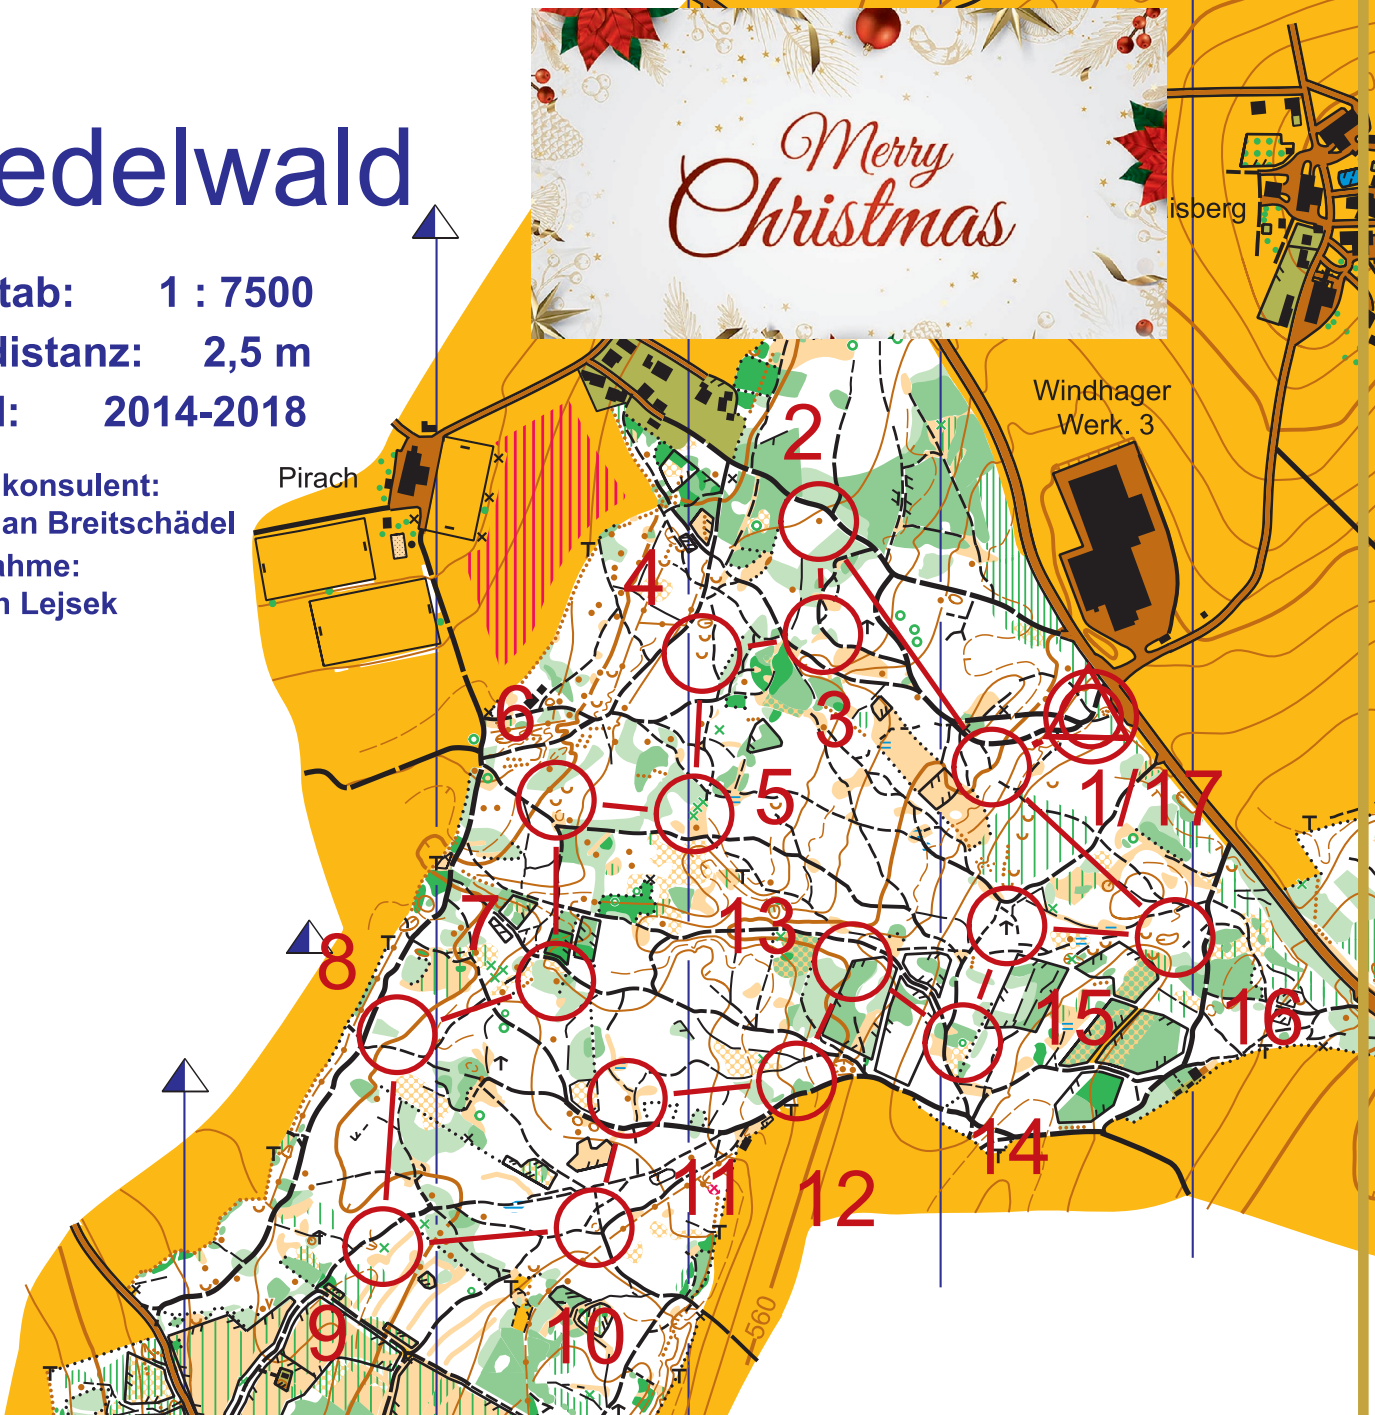 Merry
Christmas
edelwald
tab: 1 : 7500
distanz: 2,5 m
l: 2014-2018
konsulent:
an Breitschädel
ahme:
n Lejsek
isberg
Windhager
Werk. 3
Pirach
2
4
3
6
5
1/17
7
13
8
15
16
14
11
12
9
10
560